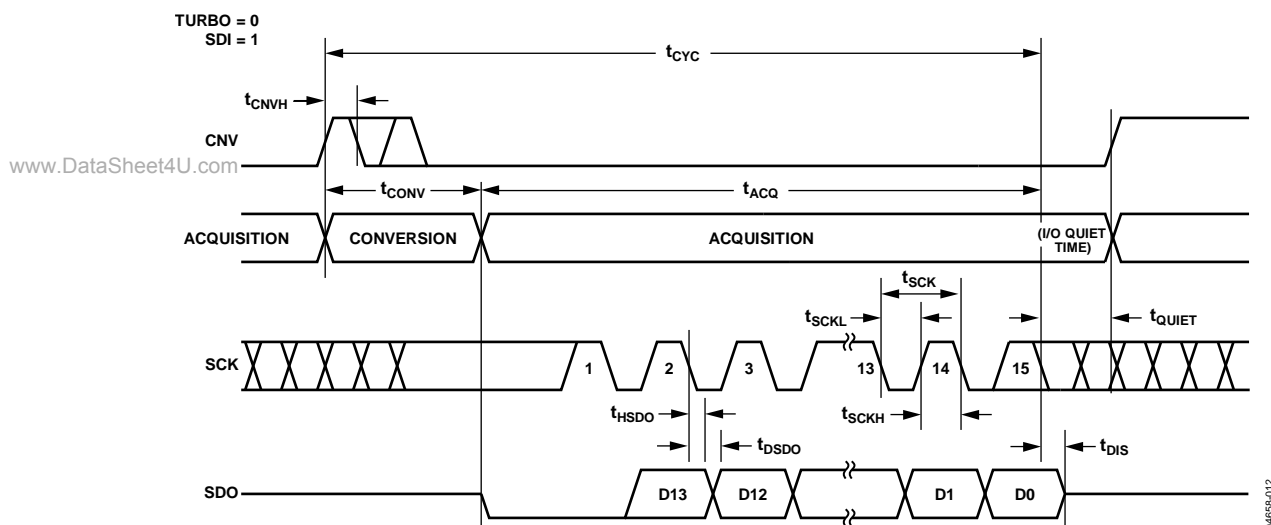 TURBO = 0
SDI = 1
tCYC
tCNVH
CNV
www.DataSheet4U.com
tCONV
tACQ
ACQUISITION
CONVERSION
ACQUISITION
(I/O QUIET
TIME)
tSCK
tSCKL
tQUIET
SCK
1
2
3
13
14
15
tHSDO
tSCKH
tDSDO
tDIS
SDO
D13
D12
D1
D0